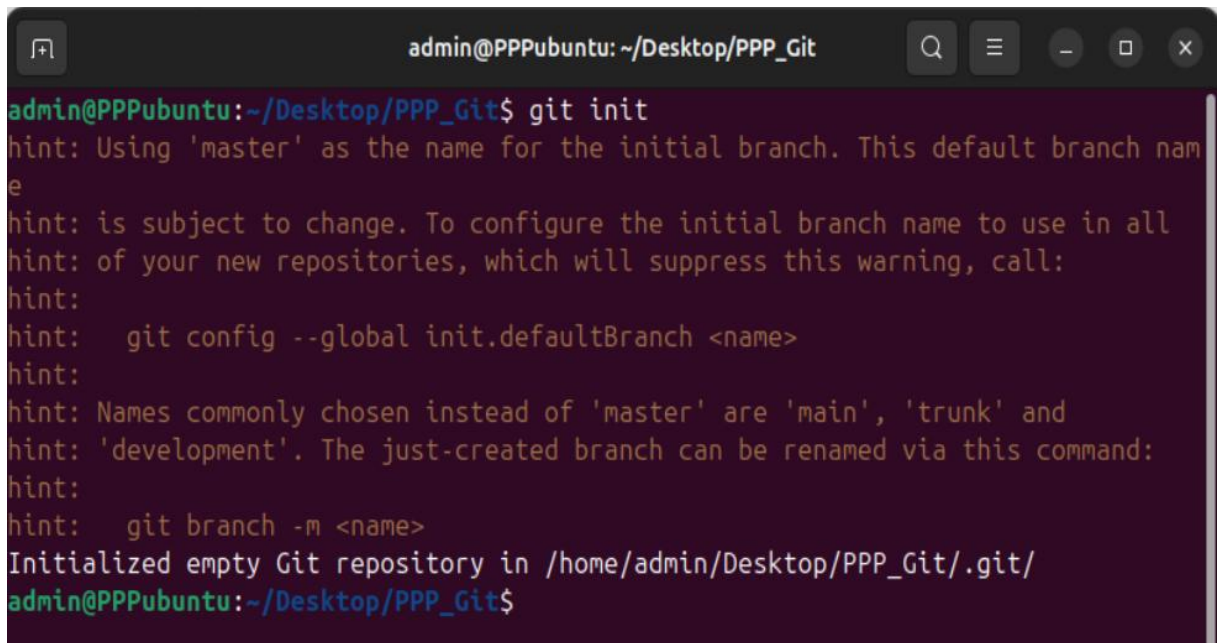 admin@PPPubuntu: ~/Desktop/PPP_Git
admin@PPPubuntu:~/Desktop/PPP_Git$ git init
hint: Using 'master' as the name for the initial branch. This default branch nam
e
hint: is subject to change. To configure the initial branch name to use in all
hint: of your new repositories, which will suppress this warning, call:
hint:
hint:   git config --global init.defaultBranch <name>
hint:
hint: Names commonly chosen instead of 'master' are 'main', 'trunk' and
hint: 'development'. The just-created branch can be renamed via this command:
hint:
hint:   git branch -m <name>
Initialized empty Git repository in /home/admin/Desktop/PPP_Git/.git/
admin@PPPubuntu:~/Desktop/PPP_Git$